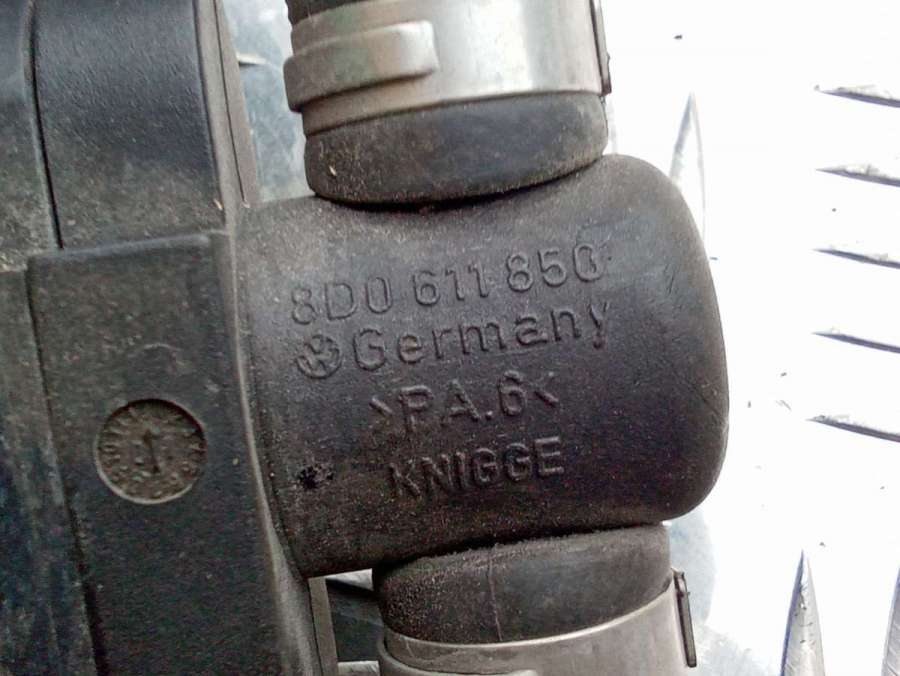 8D0 611 850
Germany
>PA.6<
KNIGGE